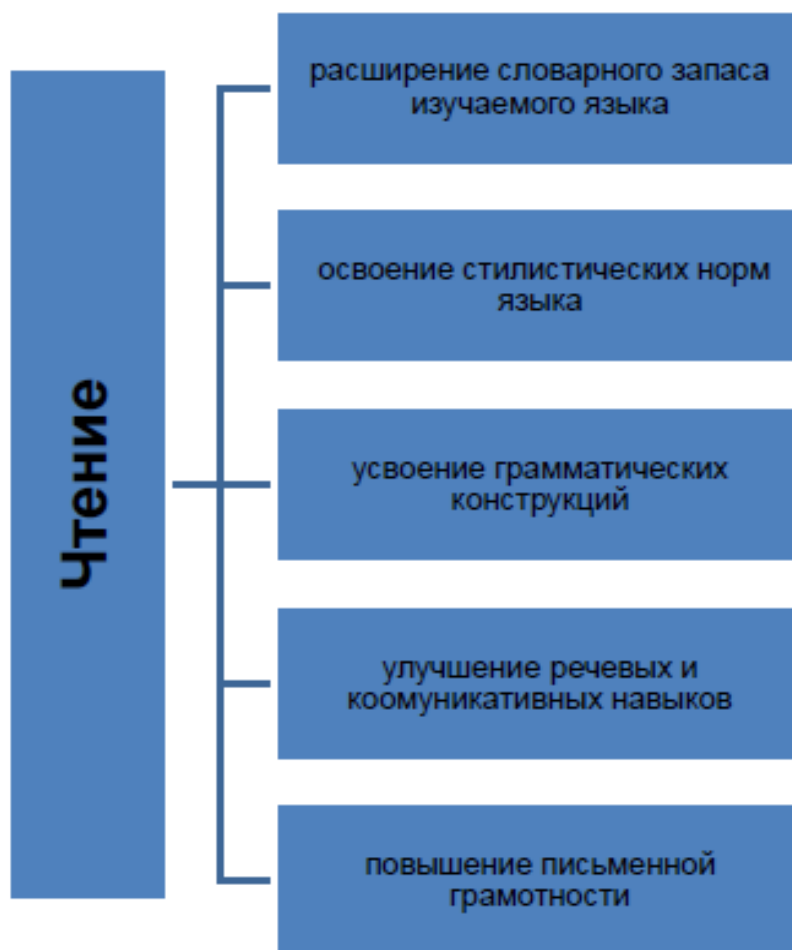 Чтение
расширение словарного запаса
изучаемого языка
освоение стилистических норм
языка
усвоение грамматических
конструкций
улучшение речевых и
коомуникативных навыков
повышение письменной
грамотности